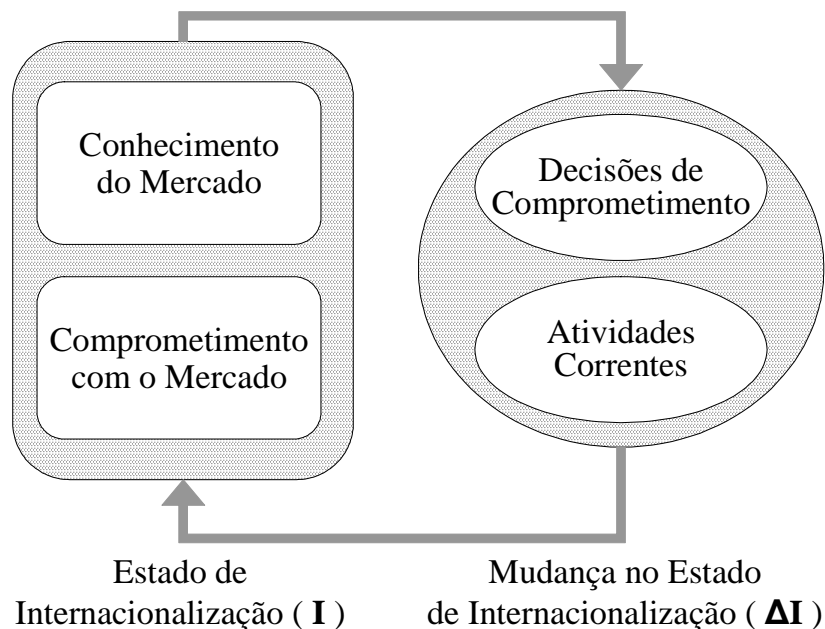 Conhecimento
do Mercado
Comprometimento
com o Mercado
Decisões de
Comprometimento
Atividades
Correntes
Estado de
Internacionalização ( I )
Mudança no Estado
de Internacionalização ( ΔI )